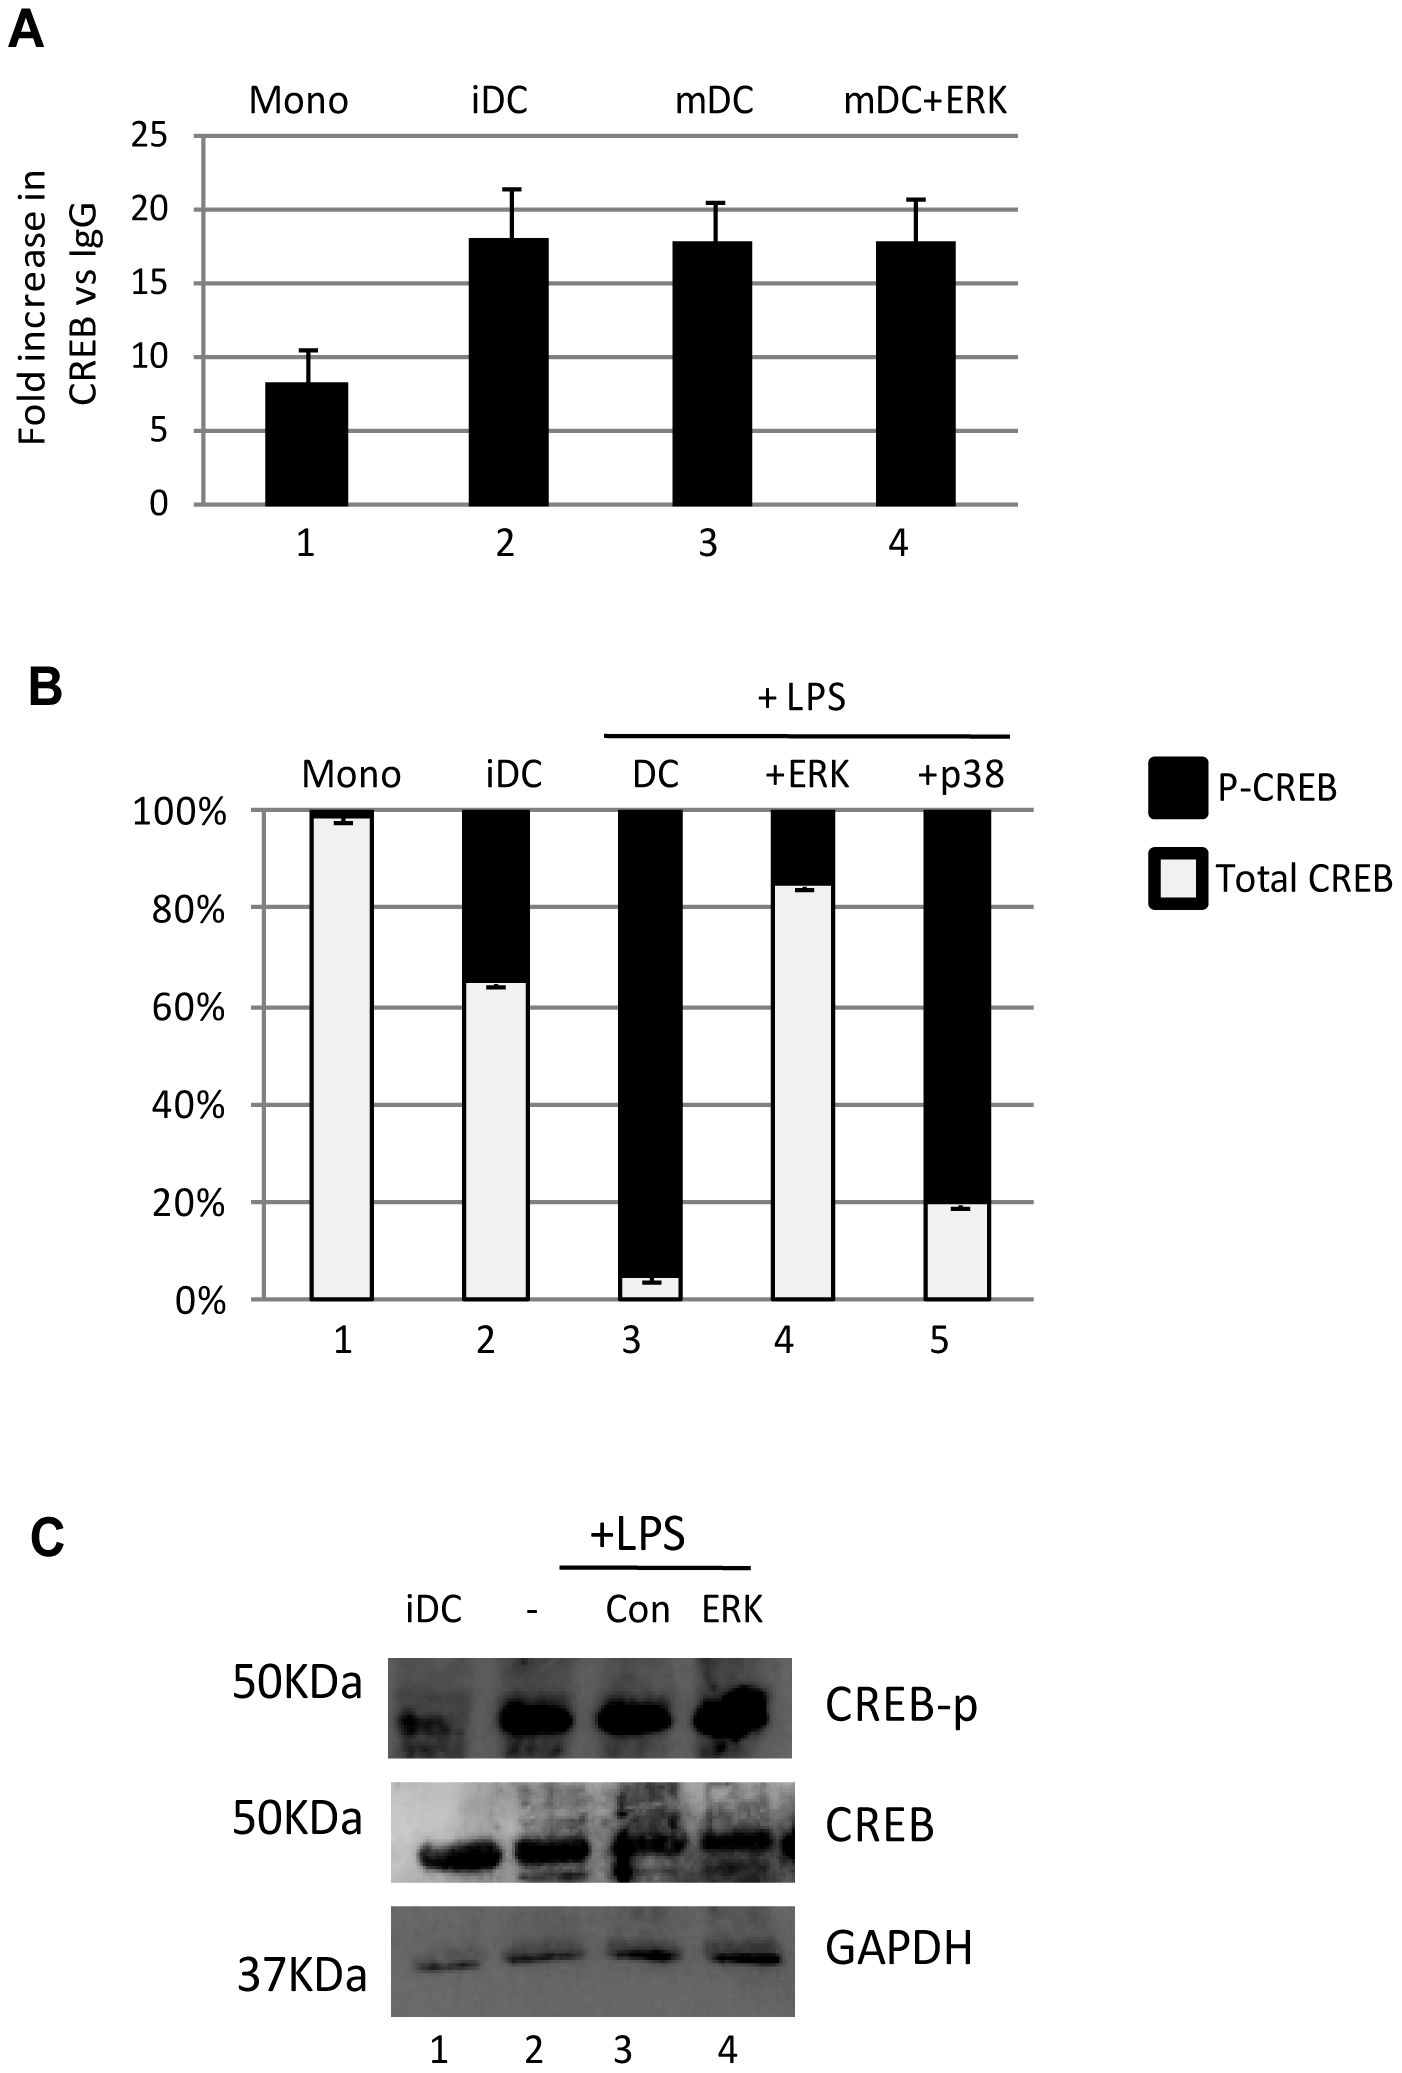 A
Mono iDC mDC mDC+ERK
Fold increase in
CREB vs IgG
25
20
15
10
5
0
1 2 3 4
B
+ LPS
Mono iDC DC +ERK +p38
100%
80%
60%
40%
20%
0%
1 2 3 4 5
P-CREB
Total CREB
C
+LPS
iDC - Con ERK
50KDa CREB-p
50KDa CREB
37KDa GAPDH
1 2 3 4